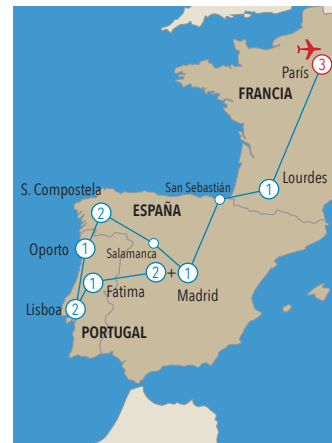 París
3
FRANCIA
Lourdes
1
San Sebastián
S. Compostela
2
ESPAÑA
Oporto
1
Salamanca
2 + 1
Madrid
1
Fatima
Lisboa
2
PORTUGAL